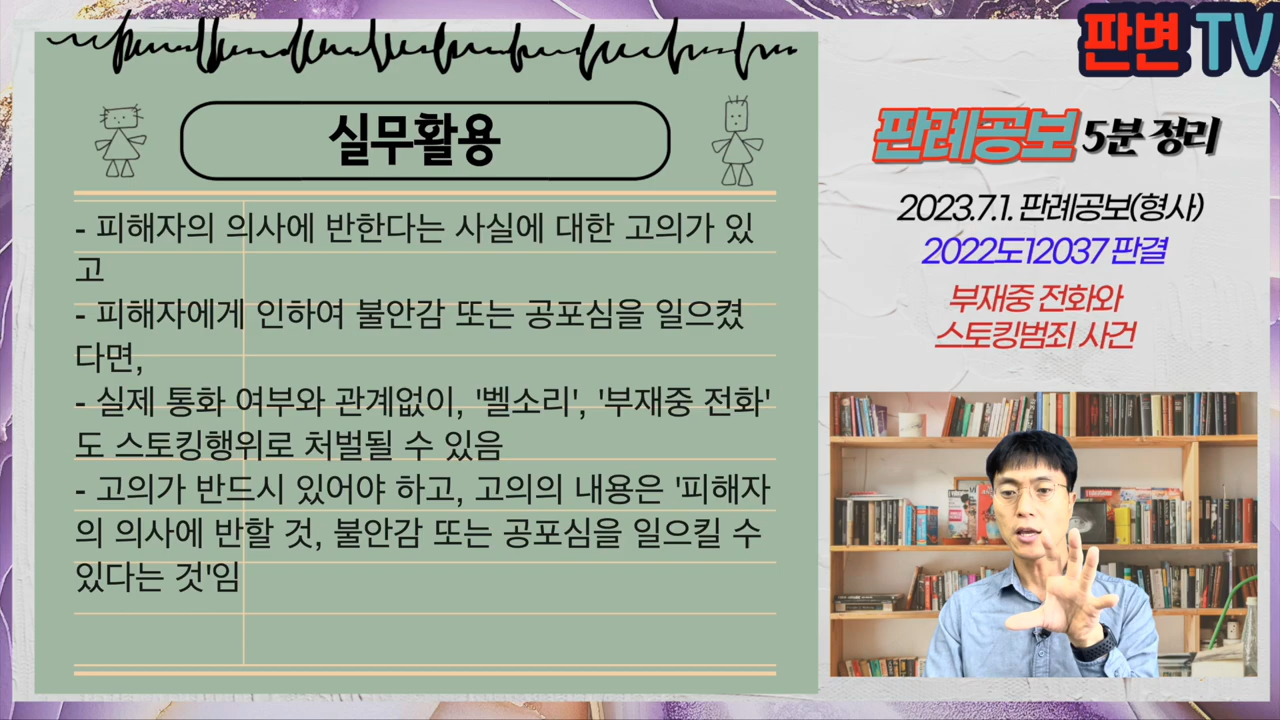 판변 TV
실무활용
- 피해자의 의사에 반한다는 사실에 대한 고의가 있
고
- 피해자에게 인하여 불안감 또는 공포심을 일으켰
다면,
- 실제 통화 여부와 관계없이, '벨소리', '부재중 전화'
도 스토킹행위로 처벌될 수 있음
- 고의가 반드시 있어야 하고, 고의의 내용은 '피해자
의 의사에 반할 것, 불안감 또는 공포심을 일으킬 수
있다는 것'임
판례공보 5분 정리
2023.7.1. 판례공보(형사)
2022도12037 판결
부재중 전화와
스토킹범죄 사건